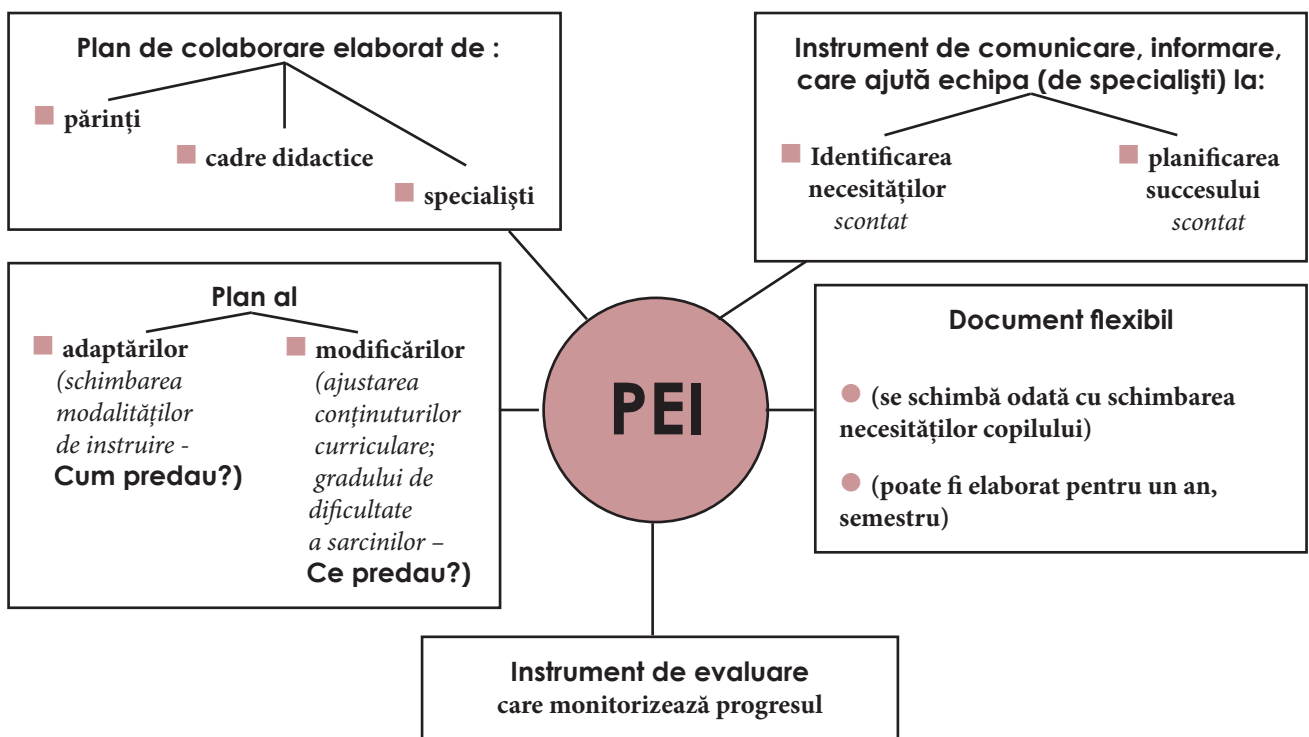 Plan de colaborare elaborat de :
părinți
cadre didactice
specialişti
Instrument de comunicare, informare,
care ajută echipa (de specialişti) la:
Identificarea
necesităților
scontat
planificarea
succesului
scontat
Plan al
adaptărilor
(schimbarea
modalităților
de instruire -
Cum predau?)
modificărilor
(ajustarea
conținuturilor
curriculare;
gradului de
dificultate
a sarcinilor –
Ce predau?)
PEI
Document flexibil
(se schimbă odată cu schimbarea
necesităților copilului)
(poate fi elaborat pentru un an,
semestru)
Instrument de evaluare
care monitorizează progresul